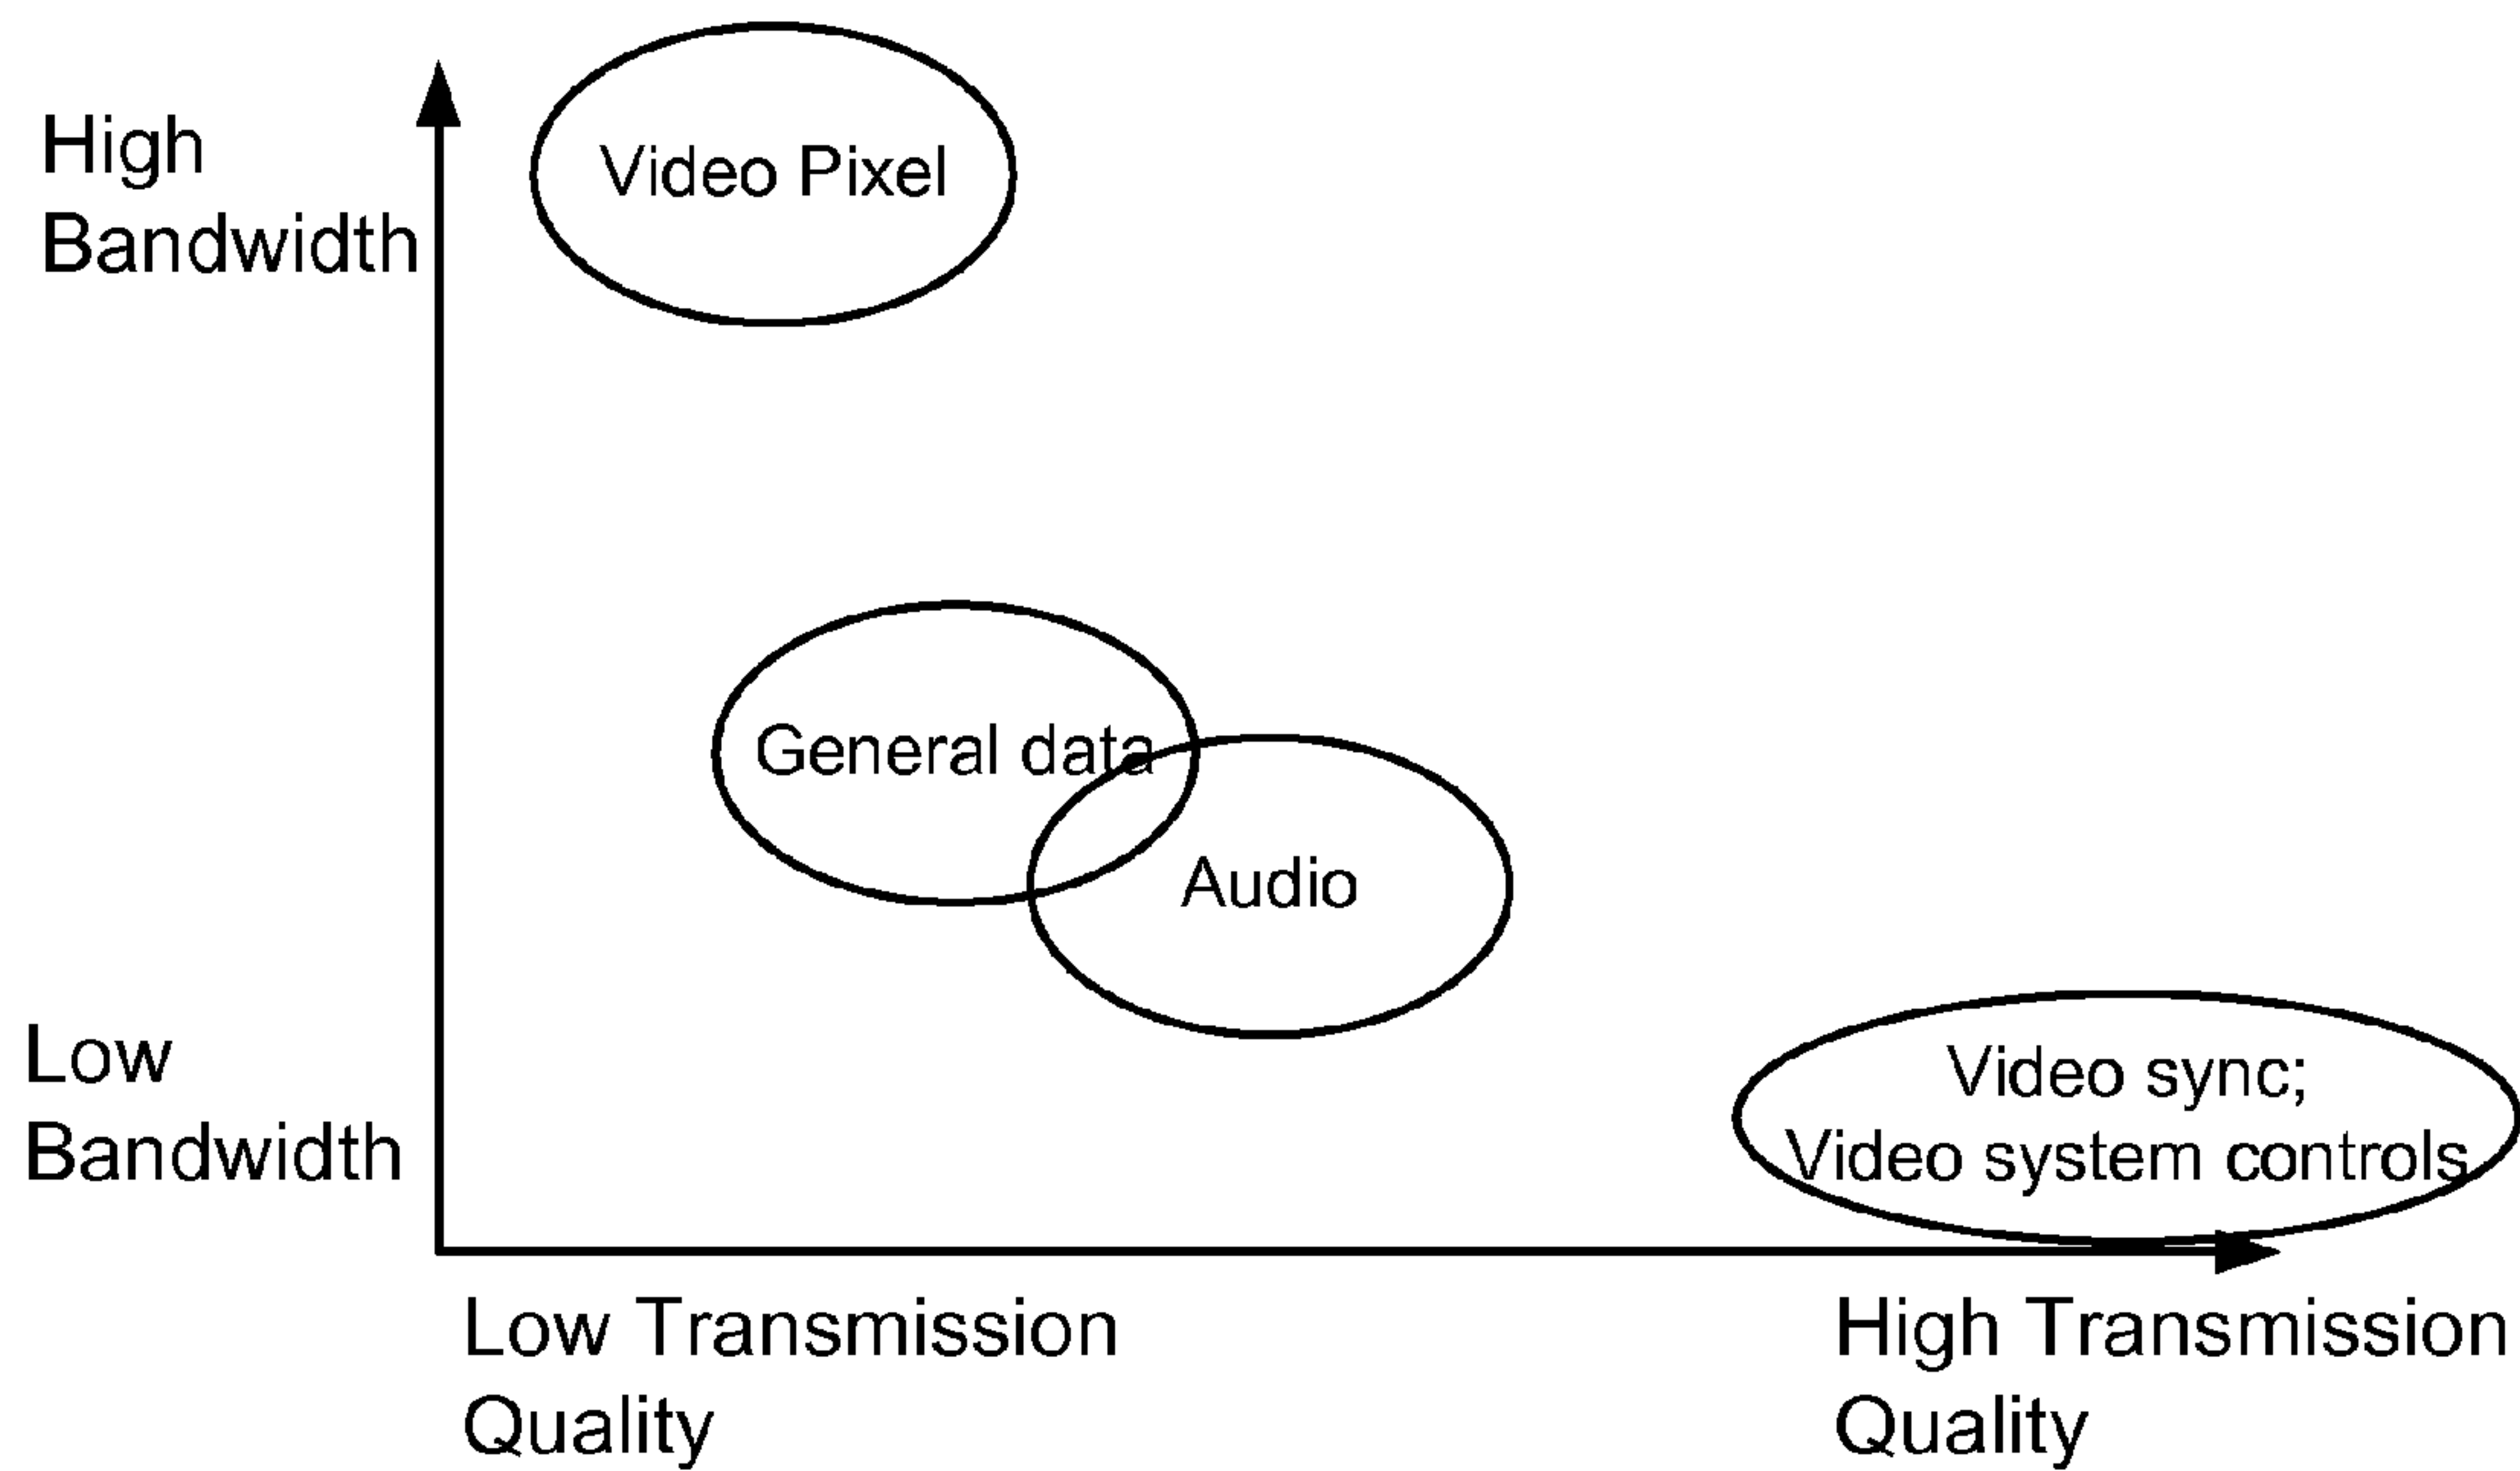 High
Bandwidth
Video Pixel
General data
Audio
Low
Bandwidth
Video sync;
Video system controls
Low Transmission
Quality
High Transmission
Quality